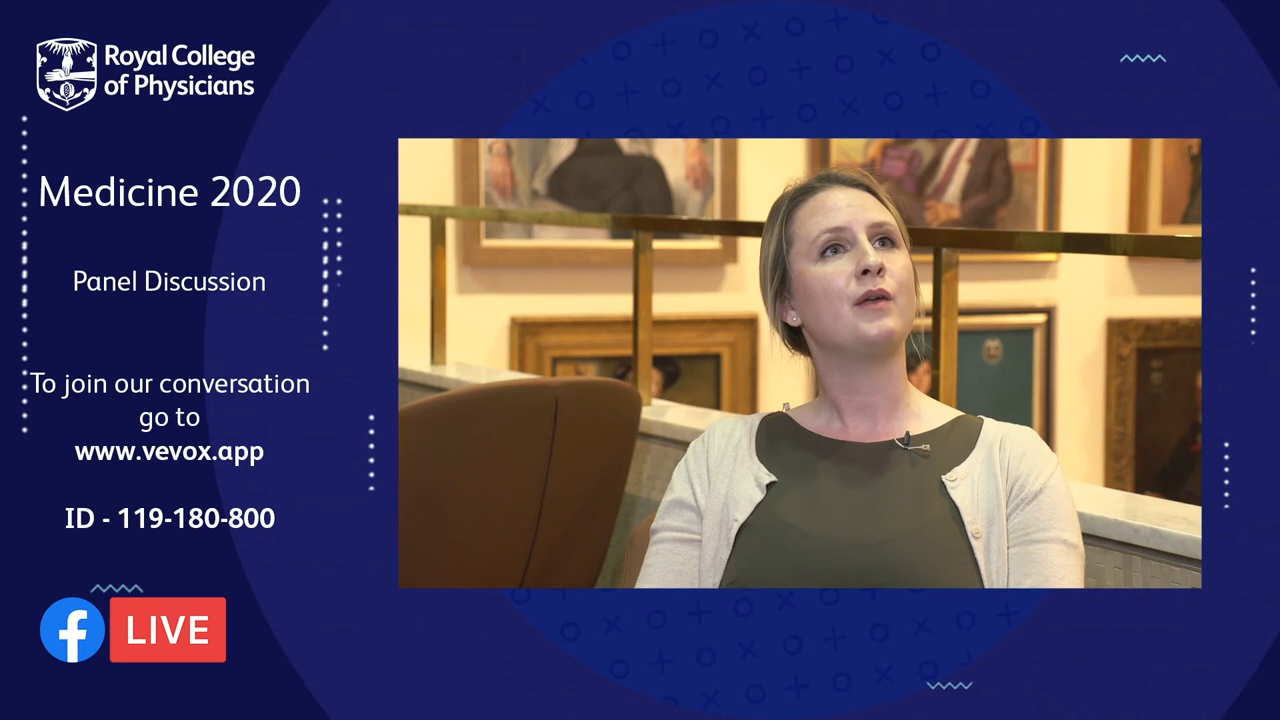 Royal College
of Physicians
Medicine 2020
Panel Discussion
To join our conversation
go to
www.vevox.app
ID - 119-180-800
f LIVE